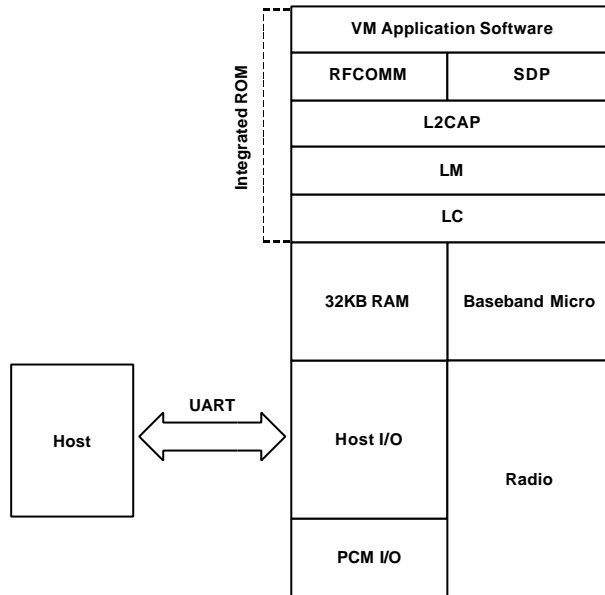 VM Application Software
RFCOMM
SDP
Integrated ROM
L2CAP
LM
LC
32KB RAM
Baseband Micro
UART
Host
Host I/O
Radio
PCM I/O